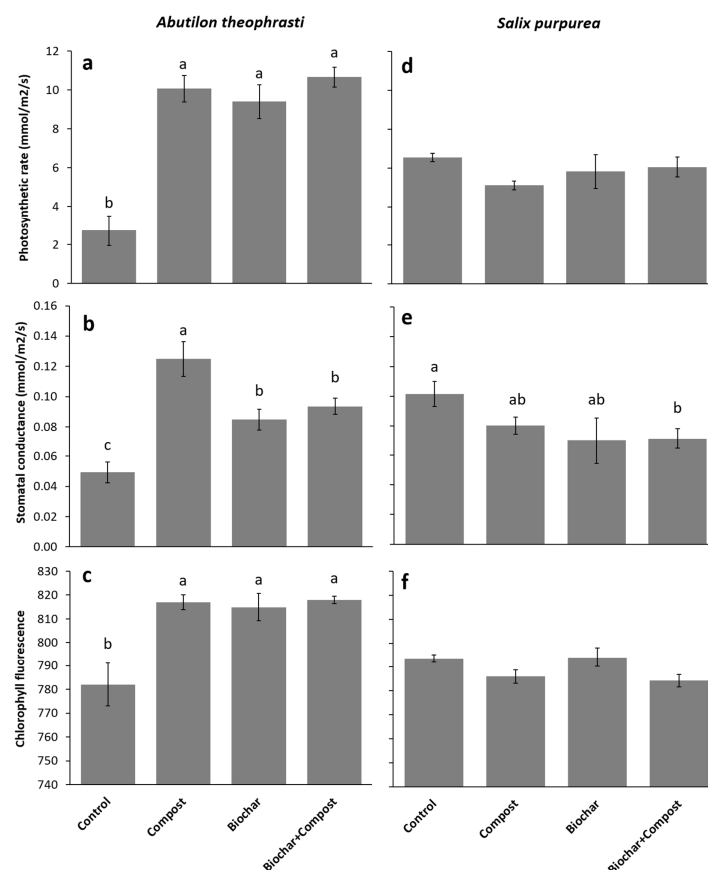 Abutilon theophrasti
Salix purpurea
a
Photosynthetic rate (mmol/m2/s)
12
10
8
6
4
2
0
b
a
a
a
d
b
Stomatal conductance (mmol/m2/s)
0.16
0.14
0.12
0.10
0.08
0.06
0.04
0.02
0.00
c
a
b
b
e
a
ab
ab
b
c
Chlorophyll fluorescence
830
820
810
800
790
780
770
760
750
740
b
a
a
a
f
Control
Compost
Biochar
Biochar+Compost
Control
Compost
Biochar
Biochar+Compost